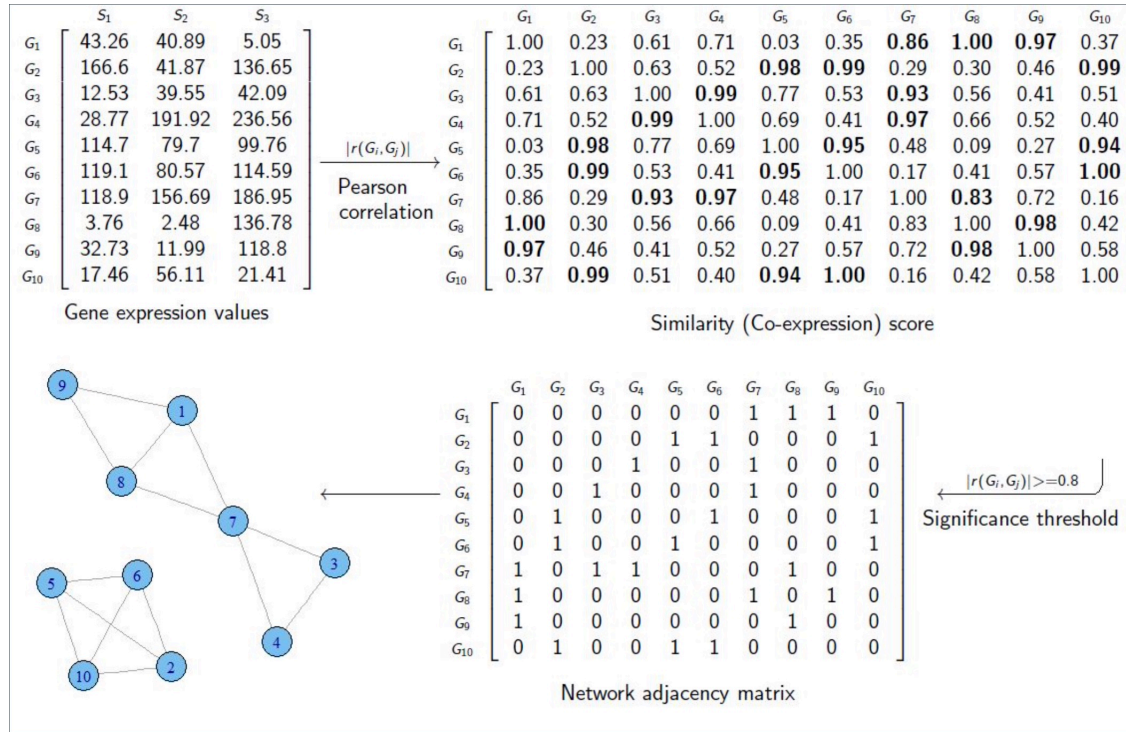 S1 S2 S3
G1 43.26 40.89 5.05
G2 166.6 41.87 136.65
G3 12.53 39.55 42.09
G4 28.77 191.92 236.56
G5 114.7 79.7 99.76
G6 119.1 80.57 114.59
G7 118.9 156.69 186.95
G8 3.76 2.48 136.78
G9 32.73 11.99 118.8
G10 17.46 56.11 21.41
Gene expression values
|r(Gi,Gj)|
Pearson
correlation
G1 G2 G3 G4 G5 G6 G7 G8 G9 G10
G1 1.00 0.23 0.61 0.71 0.03 0.35 0.86 1.00 0.97 0.37
G2 0.23 1.00 0.63 0.52 0.98 0.99 0.29 0.30 0.46 0.99
G3 0.61 0.63 1.00 0.99 0.77 0.53 0.93 0.56 0.41 0.51
G4 0.71 0.52 0.99 1.00 0.69 0.41 0.97 0.66 0.52 0.40
G5 0.03 0.98 0.77 0.69 1.00 0.95 0.48 0.09 0.27 0.94
G6 0.35 0.99 0.53 0.41 0.95 1.00 0.17 0.41 0.57 1.00
G7 0.86 0.29 0.93 0.97 0.48 0.17 1.00 0.83 0.72 0.16
G8 1.00 0.30 0.56 0.66 0.09 0.41 0.83 1.00 0.98 0.42
G9 0.97 0.46 0.41 0.52 0.27 0.57 0.72 0.98 1.00 0.58
G10 0.37 0.99 0.51 0.40 0.94 1.00 0.16 0.42 0.58 1.00
Similarity (Co-expression) score
|r(Gi,Gj)|>=0.8
Significance threshold
G1 G2 G3 G4 G5 G6 G7 G8 G9 G10
G1 0 0 0 0 0 0 1 1 1 0
G2 0 0 0 0 1 1 0 0 0 1
G3 0 0 0 1 0 0 1 0 0 0
G4 0 0 1 0 0 0 1 0 0 0
G5 0 1 0 0 0 1 0 0 0 1
G6 0 1 0 0 1 0 0 0 0 1
G7 1 0 1 1 0 0 0 1 0 0
G8 1 0 0 0 0 0 1 0 1 0
G9 1 0 0 0 0 0 0 1 0 0
G10 0 1 0 0 1 1 0 0 0 0
Network adjacency matrix
9
1
8
7
3
4
6
5
2
10